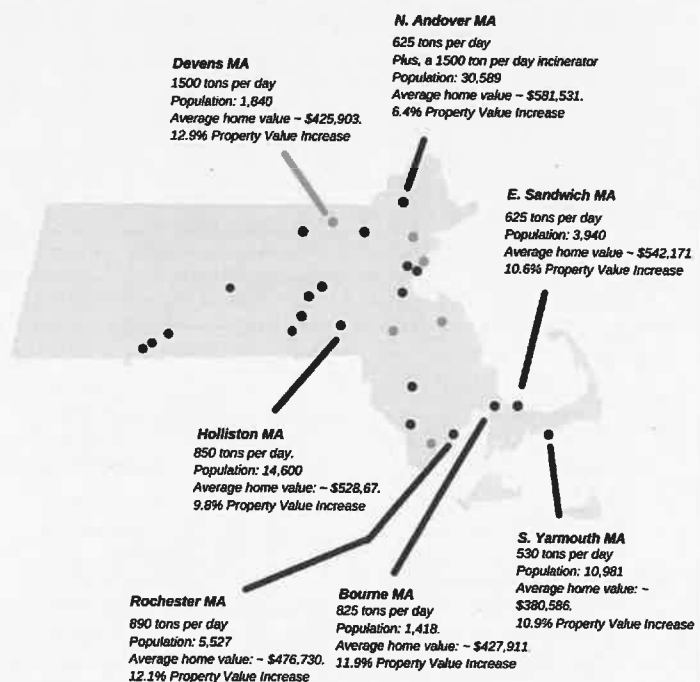 N. Andover MA
625 tons per day
Plus, a 1500 ton per day incinerator
Population: 30,589
Average home value ~ $581,531.
6.4% Property Value Increase
Devens MA
1500 tons per day
Population: 1,840
Average home value ~ $425,903.
12.9% Property Value Increase
E. Sandwich MA
625 tons per day
Population: 3,940
Average home value ~ $542,171
10.6% Property Value Increase
Holliston MA
850 tons per day.
Population: 14,600
Average home value: ~ $528,67.
9.8% Property Value Increase
S. Yarmouth MA
530 tons per day
Population: 10,981
Average home value: ~
$380,586.
10.9% Property Value Increase
Rochester MA
890 tons per day
Population: 5,527
Average home value: ~ $476,730.
12.1% Property Value Increase
Bourne MA
825 tons per day
Population: 1,418.
Average home value: ~ $427,911
11.9% Property Value Increase